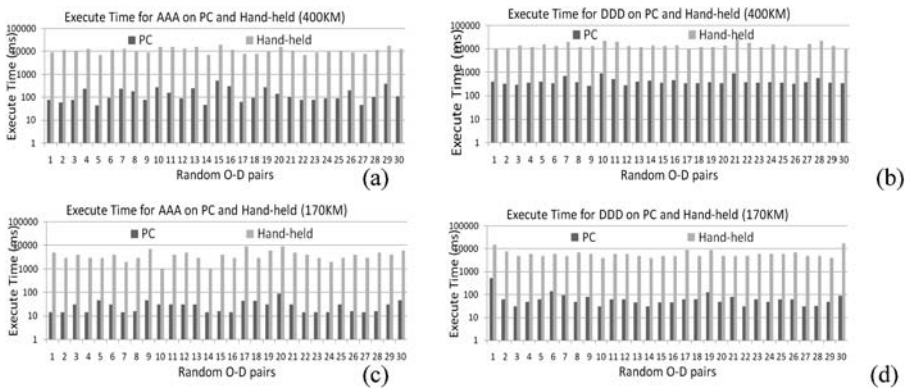 Execute Time for AAA on PC and Hand-held (400KM)
Execute Time (ms)
100000
10000
1000
100
10
1
PC
Hand-held
1 2 3 4 5 6 7 8 9 10 11 12 13 14 15 16 17 18 19 20 21 22 23 24 25 26 27 28 29 30
Random O-D pairs
(a)
Execute Time for DDD on PC and Hand-held (400KM)
Execute Time (ms)
100000
10000
1000
100
10
1
PC
Hand-held
1 2 3 4 5 6 7 8 9 10 11 12 13 14 15 16 17 18 19 20 21 22 23 24 25 26 27 28 29 30
Random O-D pairs
(b)
Execute Time for AAA on PC and Hand-held (170KM)
Execute Time (ms)
100000
10000
1000
100
10
1
PC
Hand-held
1 2 3 4 5 6 7 8 9 10 11 12 13 14 15 16 17 18 19 20 21 22 23 24 25 26 27 28 29 30
Random O-D pairs
(c)
Execute Time for DDD on PC and Hand-held (170KM)
Execute Time (ms)
100000
10000
1000
100
10
1
PC
Hand-held
1 2 3 4 5 6 7 8 9 10 11 12 13 14 15 16 17 18 19 20 21 22 23 24 25 26 27 28 29 30
Random O-D pairs
(d)